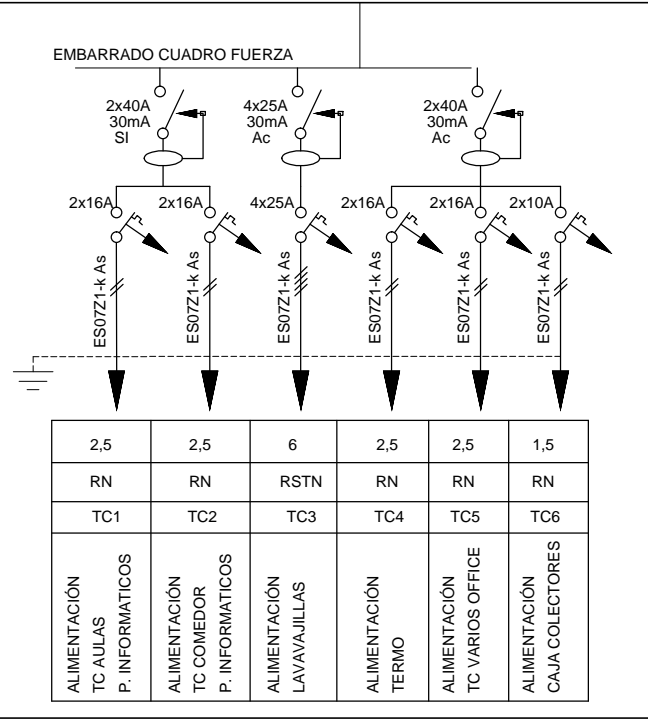 EMBARRADO CUADRO FUERZA
2x40A
30mA
SI
4x25A
30mA
Ac
2x40A
30mA
Ac
2x16A
2x16A
4x25A
2x16A
2x16A
2x10A
ES07Z1-k As
ES07Z1-k As
ES07Z1-k As
ES07Z1-k As
ES07Z1-k As
ES07Z1-k As
2,5
2,5
6
2,5
2,5
1,5
RN
RN
RSTN
RN
RN
RN
TC1
TC2
TC3
TC4
TC5
TC6
ALIMENTACIÓN
TC AULAS
P. INFORMATICOS
ALIMENTACIÓN
TC COMEDOR
P. INFORMATICOS
ALIMENTACIÓN
LAVAVAJILLAS
ALIMENTACIÓN
TERMO
ALIMENTACIÓN
TC VARIOS OFFICE
ALIMENTACIÓN
CAJA COLECTORES